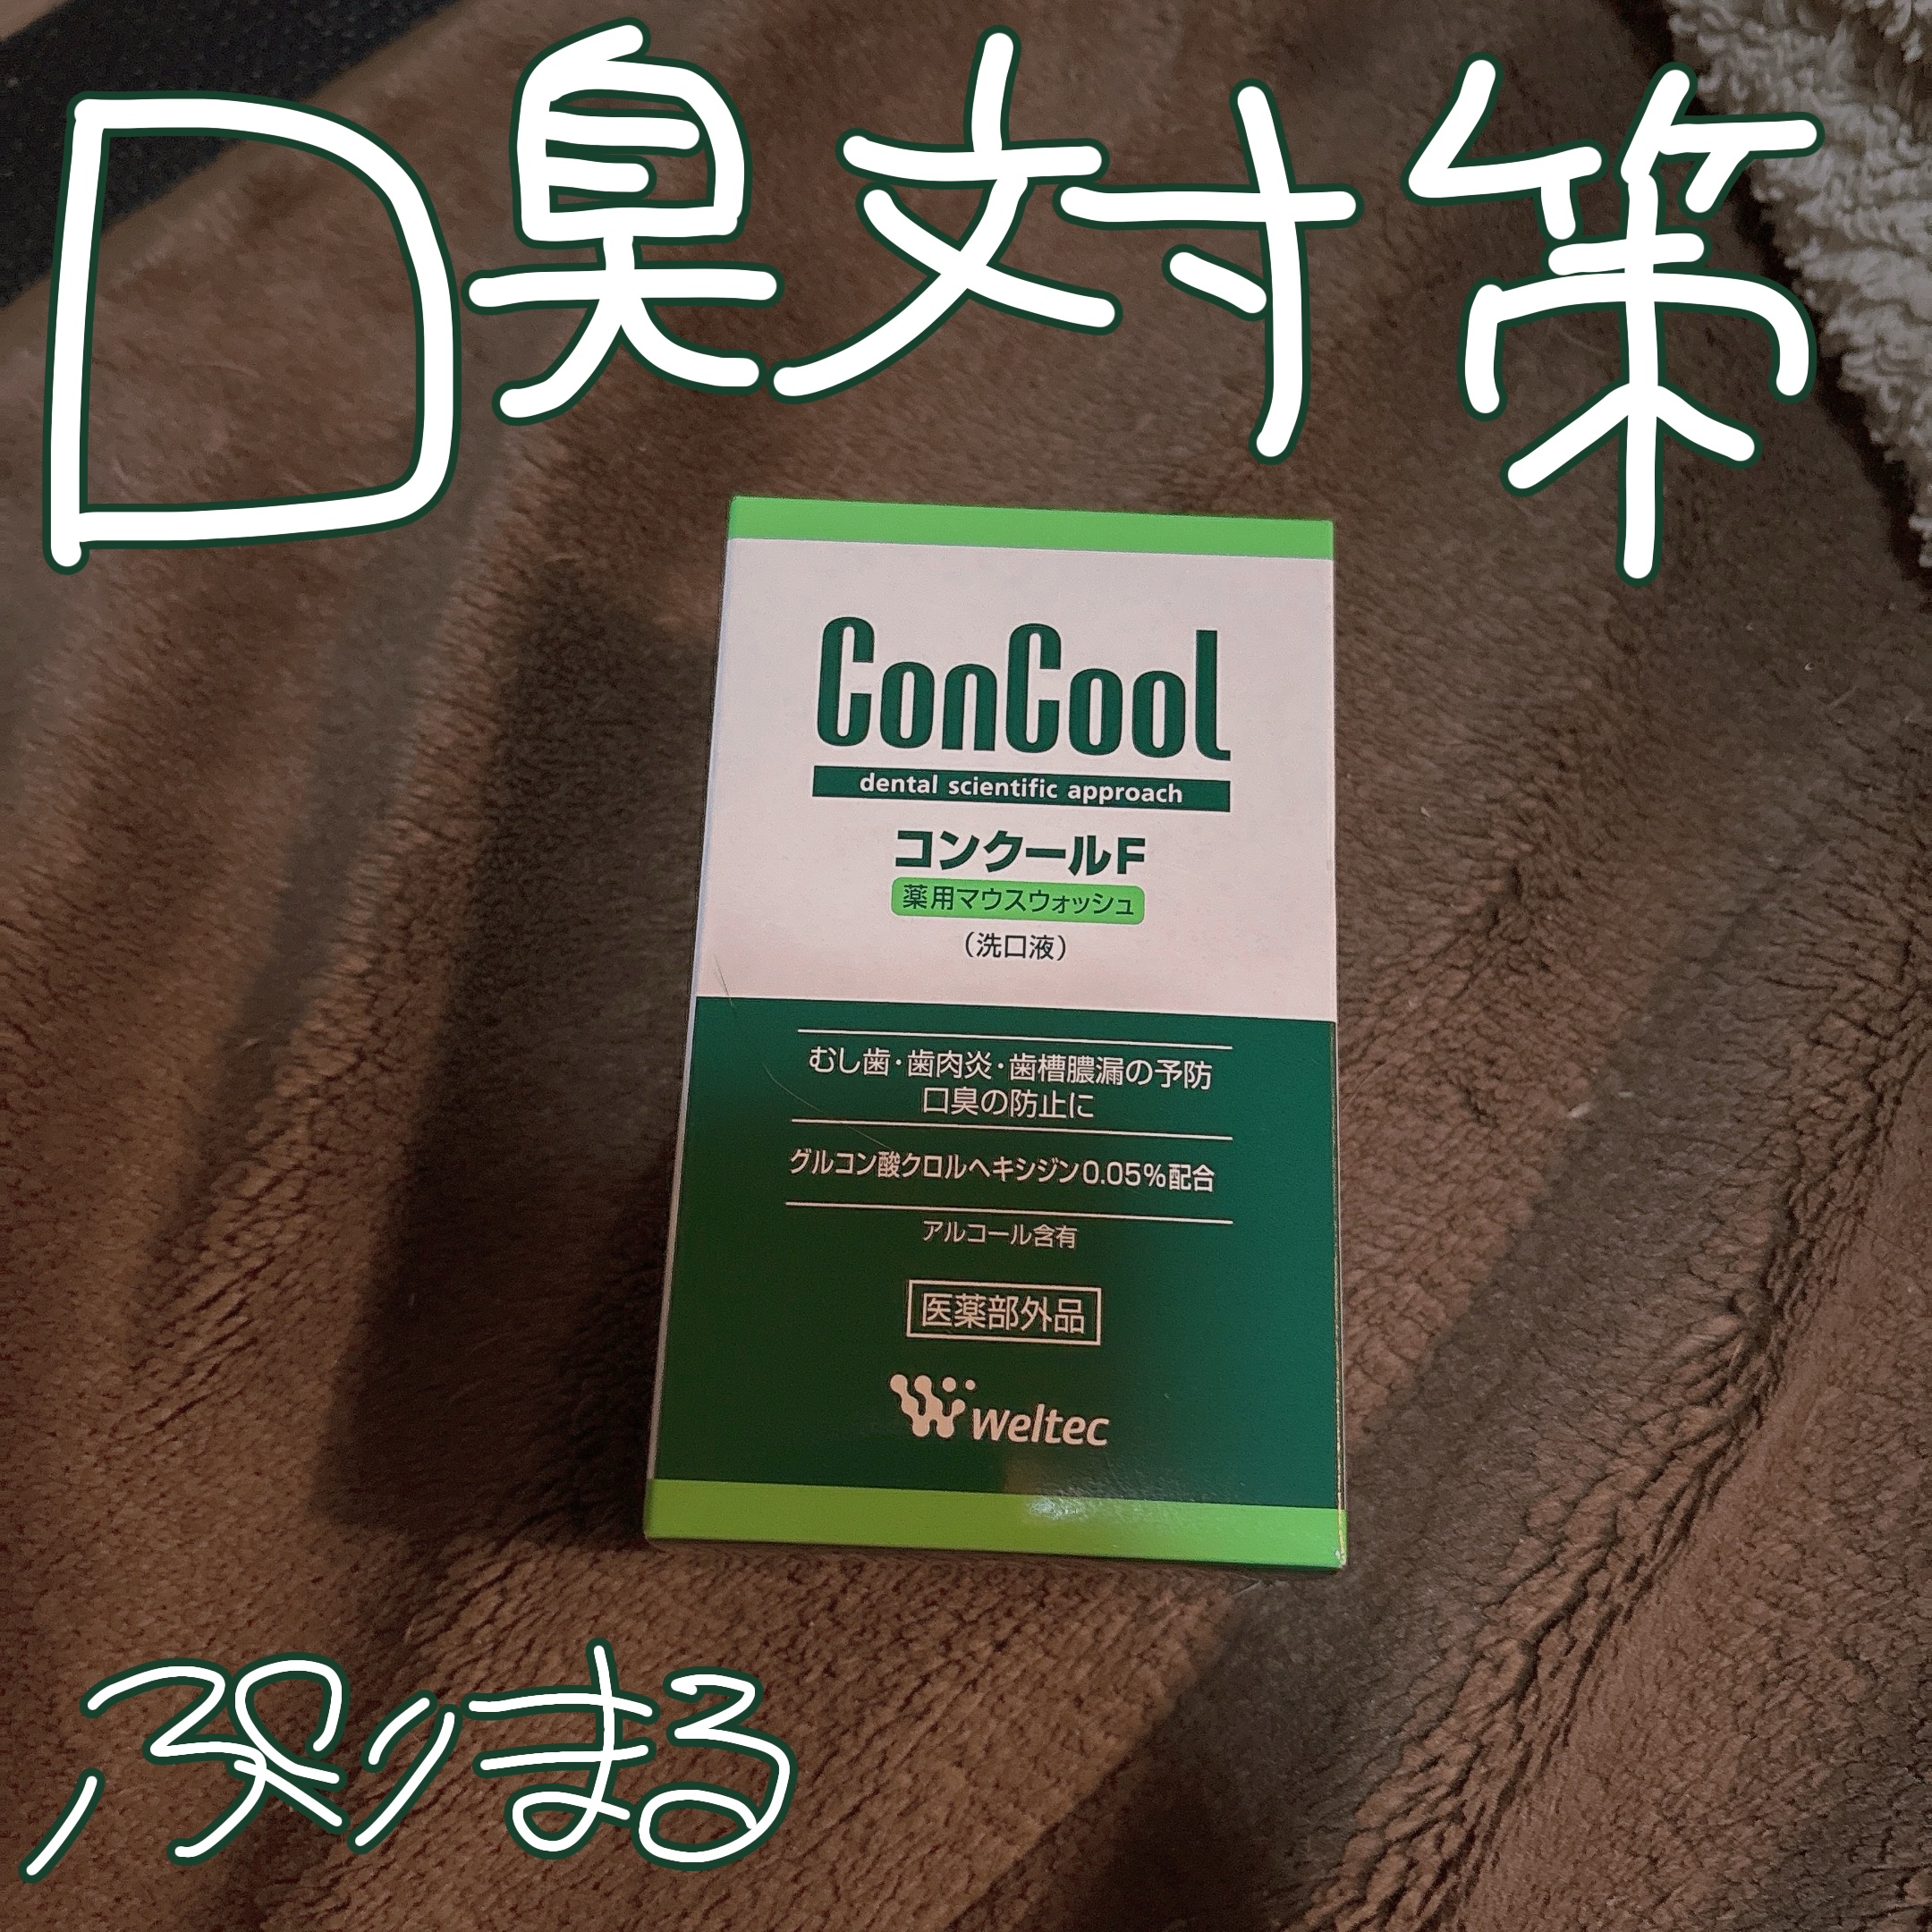 口臭対策
ConCool
dental scientific approach
コンクールF
薬用マウスウォッシュ
(洗口液)
むし歯・歯肉炎・歯槽膿漏の予防
口臭の防止に
グルコン酸クロルヘキシジン0.05%配合
アルコール含有
医薬部外品
weltec
ぷりまる